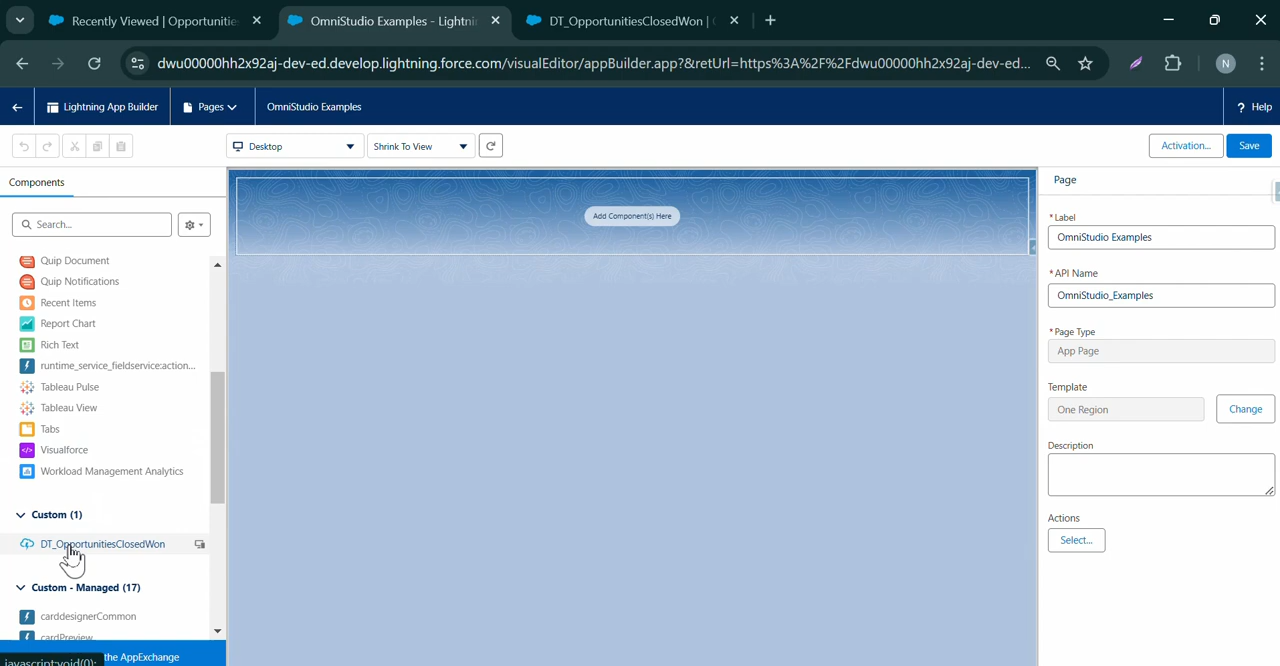 Recently Viewed | Opportunitie
OmniStudio Examples - Lightni
DT_OpportunitiesClosedWon |
dwu00000hh2x92aj-dev-ed.develop.lightning.force.com/visualEditor/appBuilder.app?&retUrl=https%3A%2F%2Fdwu00000hh2x92aj-dev-ed...
N
Lightning App Builder
Pages
OmniStudio Examples
? Help
Desktop
Shrink To View
Activation...
Save
Components
Search...
Quip Document
Quip Notifications
Recent Items
Report Chart
Rich Text
runtime_service_fieldservice:action...
Tableau Pulse
Tableau View
Tabs
Visualforce
Workload Management Analytics
Custom (1)
DT_OpportunitiesClosedWon
Custom - Managed (17)
carddesignerCommon
cardPreview
the AppExchange
javascript:void(0);
Add Component(s) Here
Page
* Label
OmniStudio Examples
* API Name
OmniStudio_Examples
* Page Type
App Page
Template
One Region
Change
Description
Actions
Select...